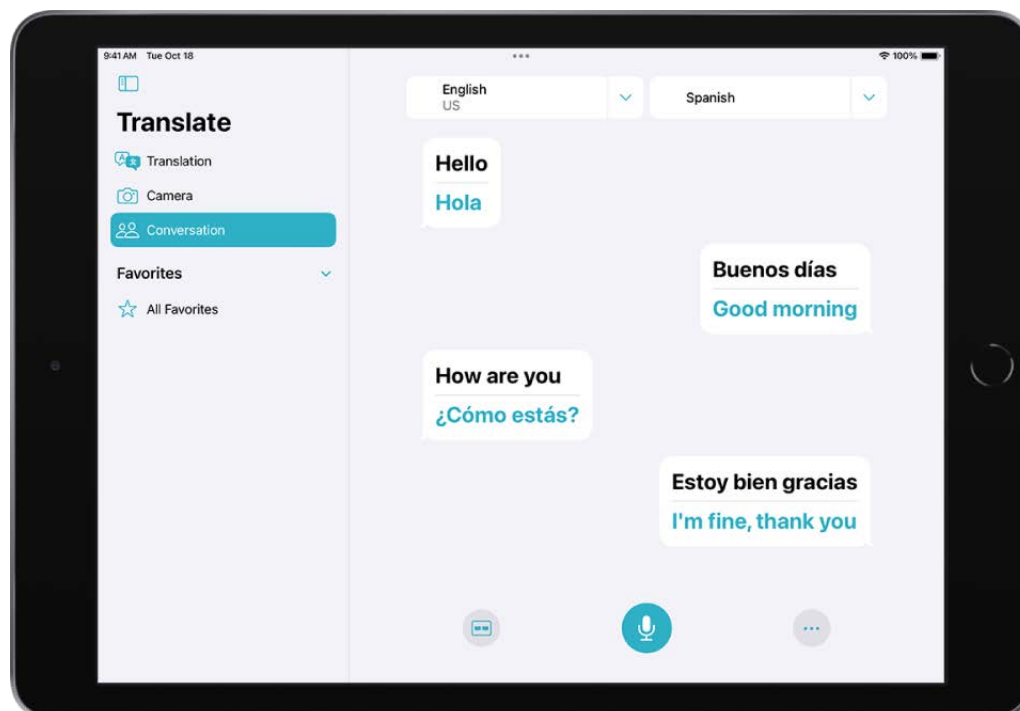 9:41 AM Tue Oct 18
100%
Translate
Translation
Camera
Conversation
Favorites
All Favorites
English
US
Spanish
Hello
Hola
Buenos días
Good morning
How are you
¿Cómo estás?
Estoy bien gracias
I'm fine, thank you